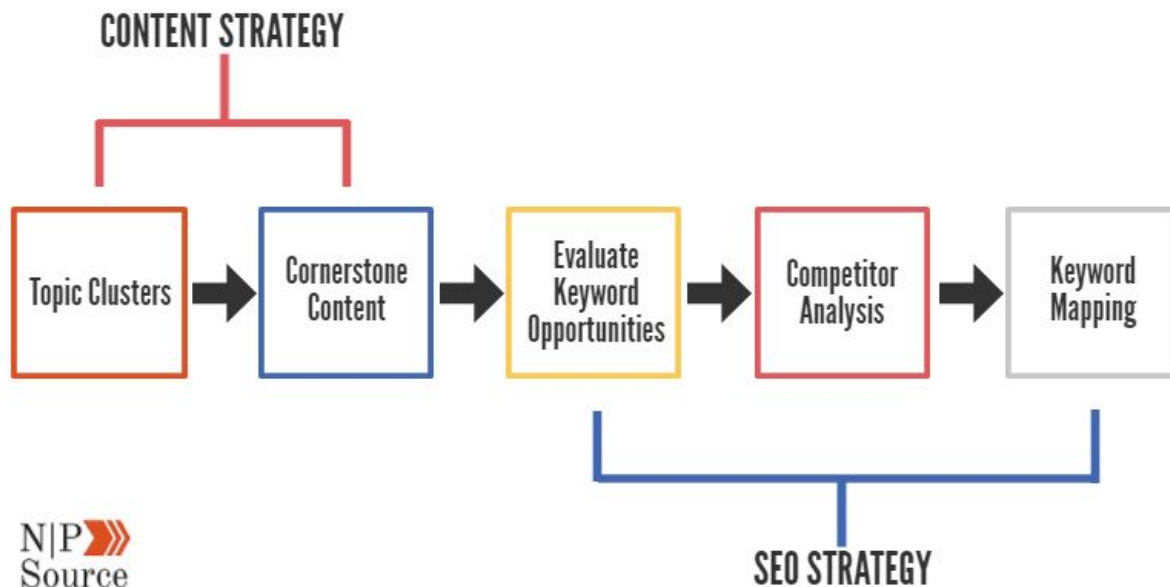 CONTENT STRATEGY
Topic Clusters
Cornerstone
Content
Evaluate
Keyword
Opportunities
Competitor
Analysis
Keyword
Mapping
SEO STRATEGY
N|P
Source